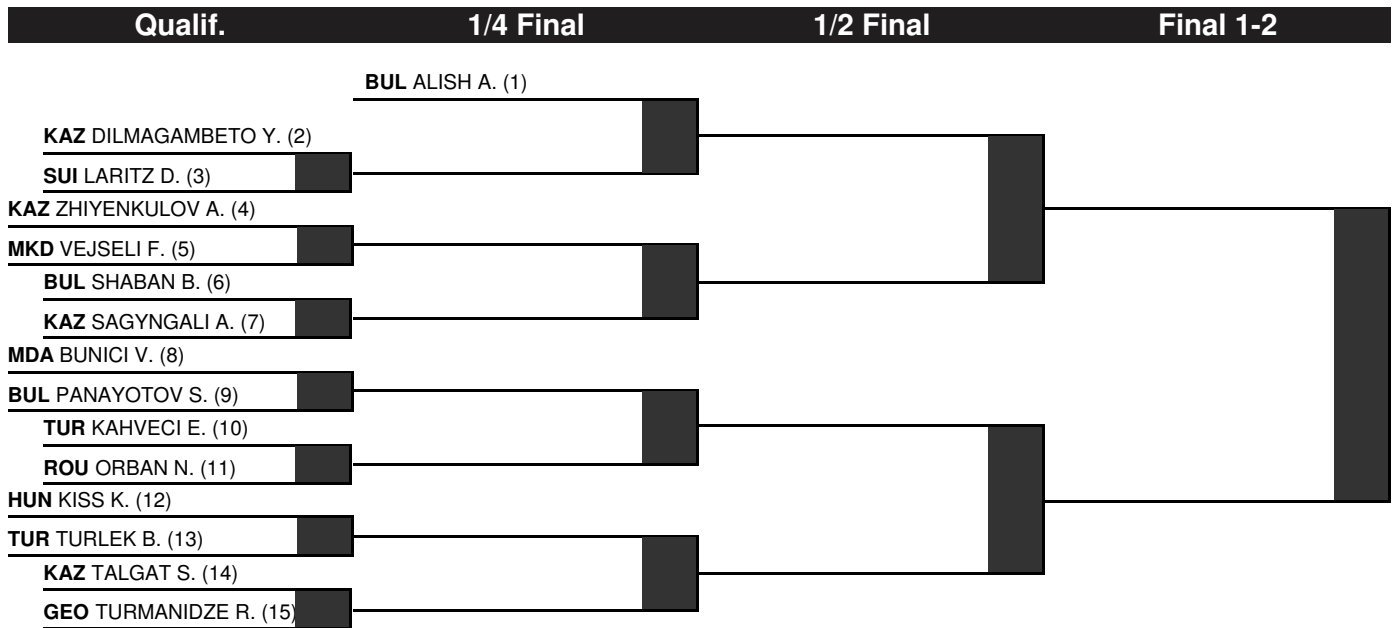 Qualif. 1/4 Final 1/2 Final Final 1-2
BUL ALISH A. (1)
KAZ DILMAGAMBETO Y. (2)
SUI LARITZ D. (3)
KAZ ZHIYENKULOV A. (4)
MKD VEJSELI F. (5)
BUL SHABAN B. (6)
KAZ SAGYNGALI A. (7)
MDA BUNICI V. (8)
BUL PANAYOTOV S. (9)
TUR KAHVECI E. (10)
ROU ORBAN N. (11)
HUN KISS K. (12)
TUR TURLEK B. (13)
KAZ TALGAT S. (14)
GEO TURMANIDZE R. (15)